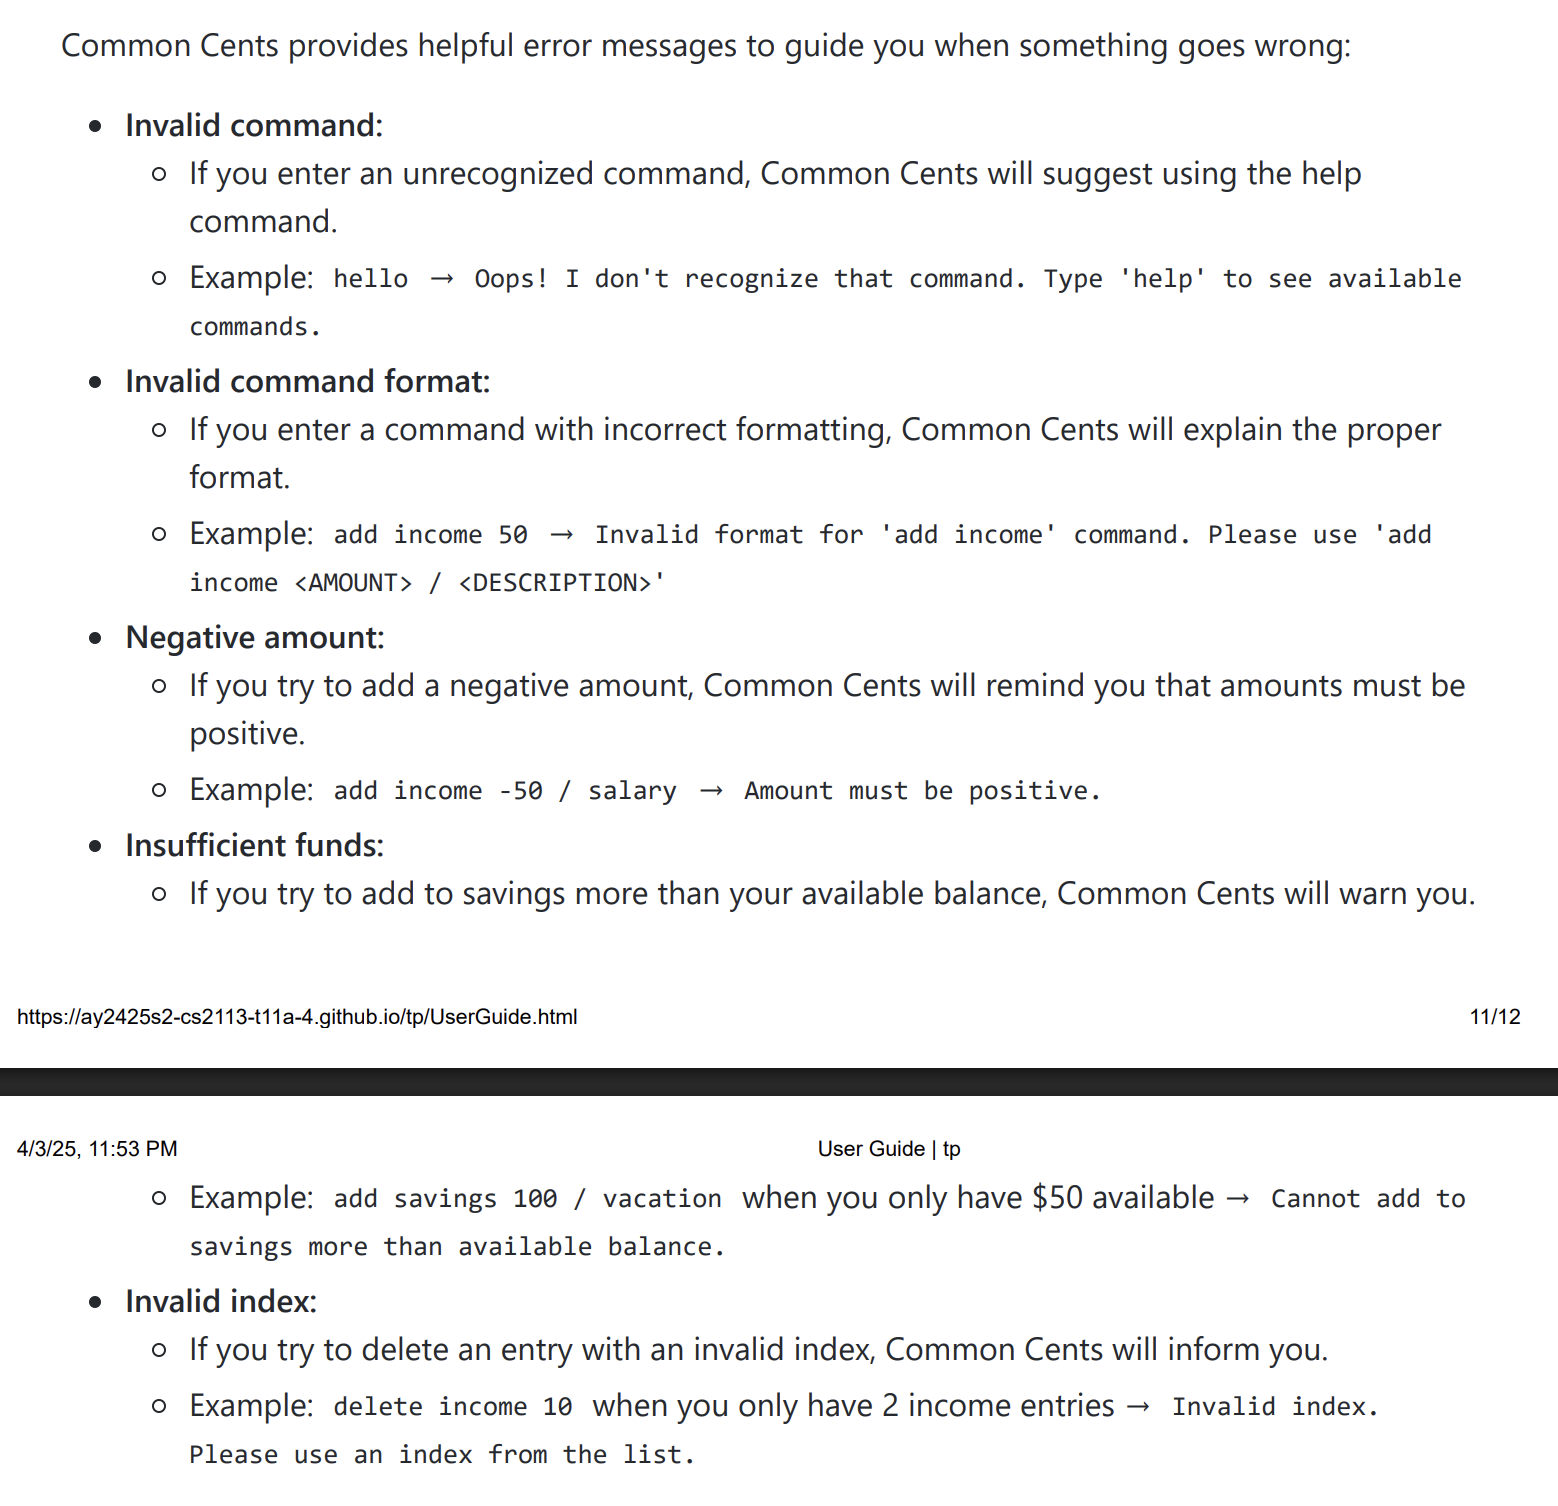 Common Cents provides helpful error messages to guide you when something goes wrong:
Invalid command:
If you enter an unrecognized command, Common Cents will suggest using the help
command.
Example: hello → Oops! I don't recognize that command. Type 'help' to see available
commands.
Invalid command format:
If you enter a command with incorrect formatting, Common Cents will explain the proper
format.
Example: add income 50 → Invalid format for 'add income' command. Please use 'add
income <AMOUNT> / <DESCRIPTION>'
Negative amount:
If you try to add a negative amount, Common Cents will remind you that amounts must be
positive.
Example: add income -50 / salary → Amount must be positive.
Insufficient funds:
If you try to add to savings more than your available balance, Common Cents will warn you.
https://ay2425s2-cs2113-t11a-4.github.io/tp/UserGuide.html 11/12
4/3/25, 11:53 PM User Guide | tp
Example: add savings 100 / vacation when you only have $50 available → Cannot add to
savings more than available balance.
Invalid index:
If you try to delete an entry with an invalid index, Common Cents will inform you.
Example: delete income 10 when you only have 2 income entries → Invalid index.
Please use an index from the list.